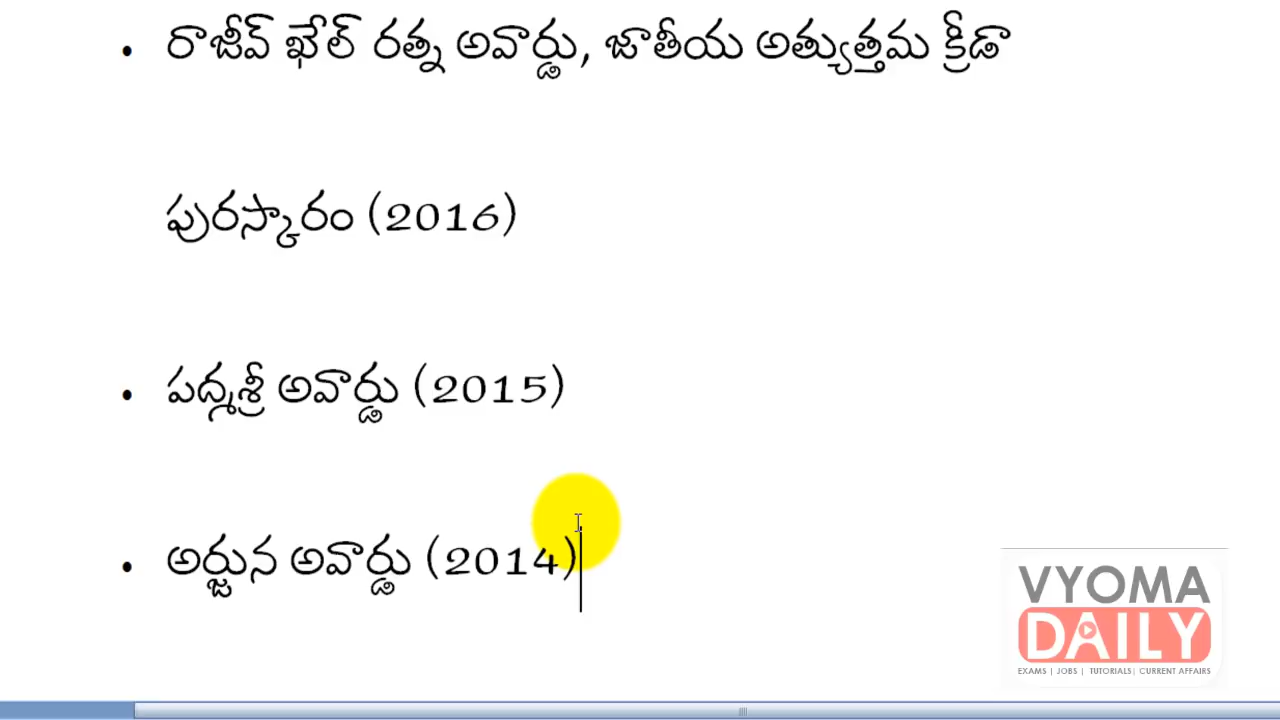 • రాజీవ్ ఖేల్ రత్న అవార్డు, జాతీయ అత్యుత్తమ క్రీడా
పురస్కారం (2016)
• పద్మశ్రీ అవార్డు (2015)
• అర్జున అవార్డు (2014)
VYOMA
DAILY
EXAMS | JOBS | TUTORIALS | CURRENT AFFAIRS